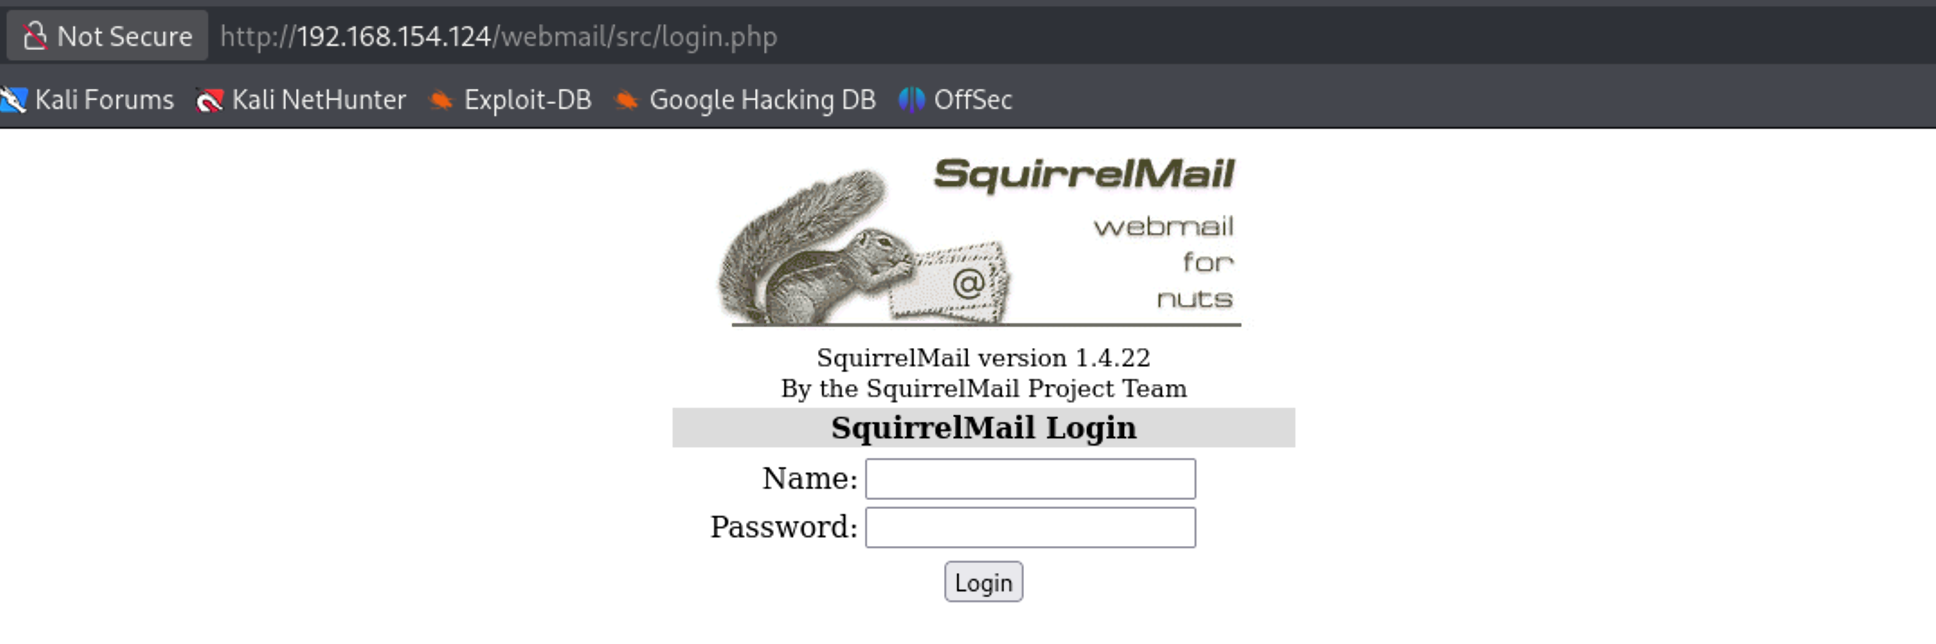 Not Secure http://192.168.154.124/webmail/src/login.php
Kali Forums Kali NetHunter Exploit-DB Google Hacking DB OffSec
SquirrelMail
webmail
for
nuts
@
SquirrelMail version 1.4.22
By the SquirrelMail Project Team
SquirrelMail Login
Name:
Password:
Login